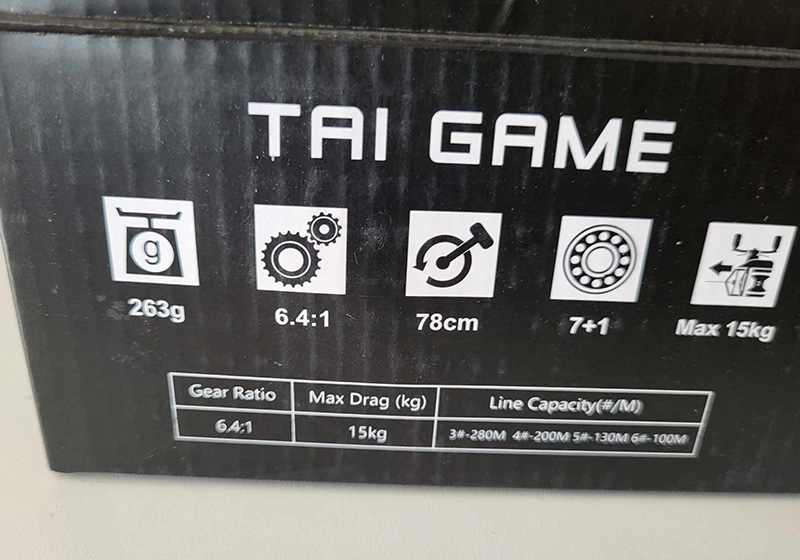 TAI GAME
g
263g 6.4:1 78cm 7+1 Max 15kg
Gear Ratio Max Drag (kg) Line Capacity(#/M)
6.4:1 15kg 3#-280M 4#-200M 5#-130M 6#-100M